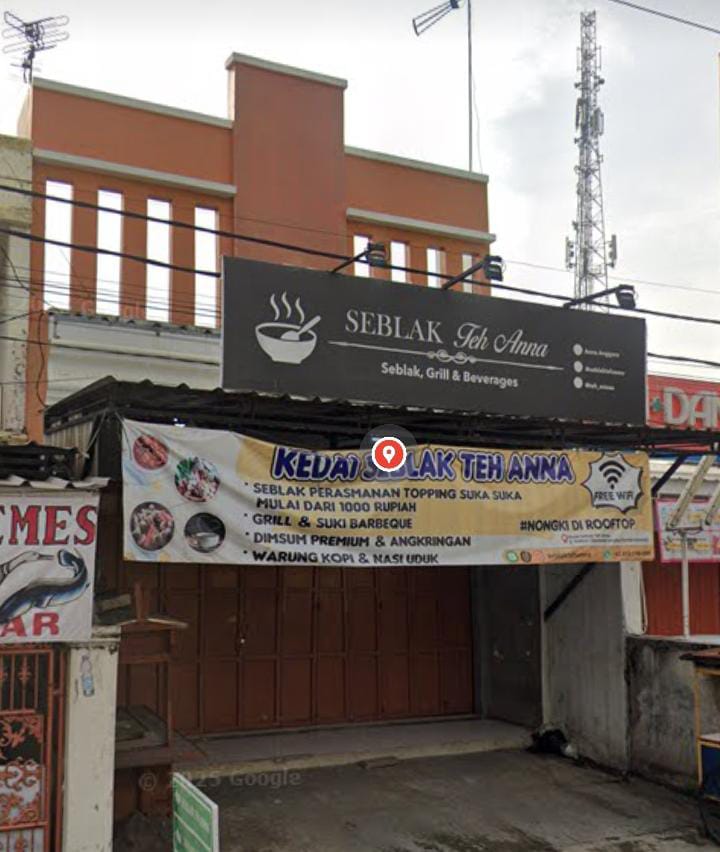 SEBLAK Teh Anna
Seblak, Grill & Beverages
DA
KEDAI SEBLAK TEH ANNA
SEBLAK PERASMANAN TOPPING SUKA SUKA
MULAI DARI 1000 RUPIAH
GRILL & SUKI BARBEQUE
DIMSUM PREMIUM & ANGKRINGAN
WARUNG KOPI & NASI UDUK
FREE WIFI
#NONGKI DI ROOFTOP
EMES
AR
© 2023 Google